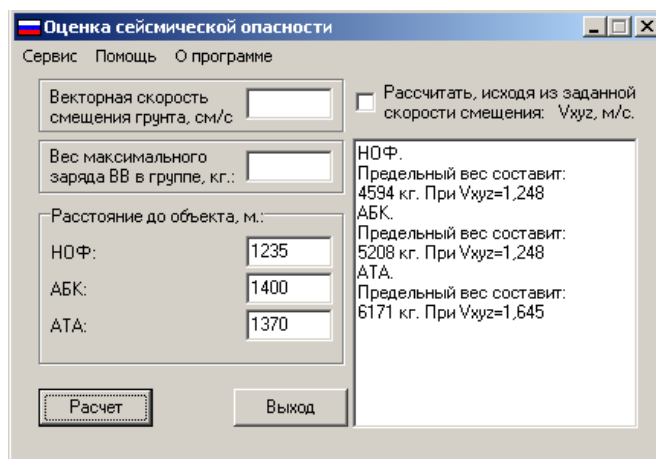 Оценка сейсмической опасности
Сервис Помощь О программе
Векторная скорость
смещения грунта, см/с
Рассчитать, исходя из заданной
скорости смещения: Vxyz, м/с.
Вес максимального
заряда ВВ в группе, кг.:
Расстояние до объекта, м.:
НОФ: 1235
АБК: 1400
АТА: 1370
НОФ.
Предельный вес составит:
4594 кг. При Vxyz=1,248
АБК.
Предельный вес составит:
5208 кг. При Vxyz=1,248
АТА.
Предельный вес составит:
6171 кг. При Vxyz=1,645
Расчет
Выход